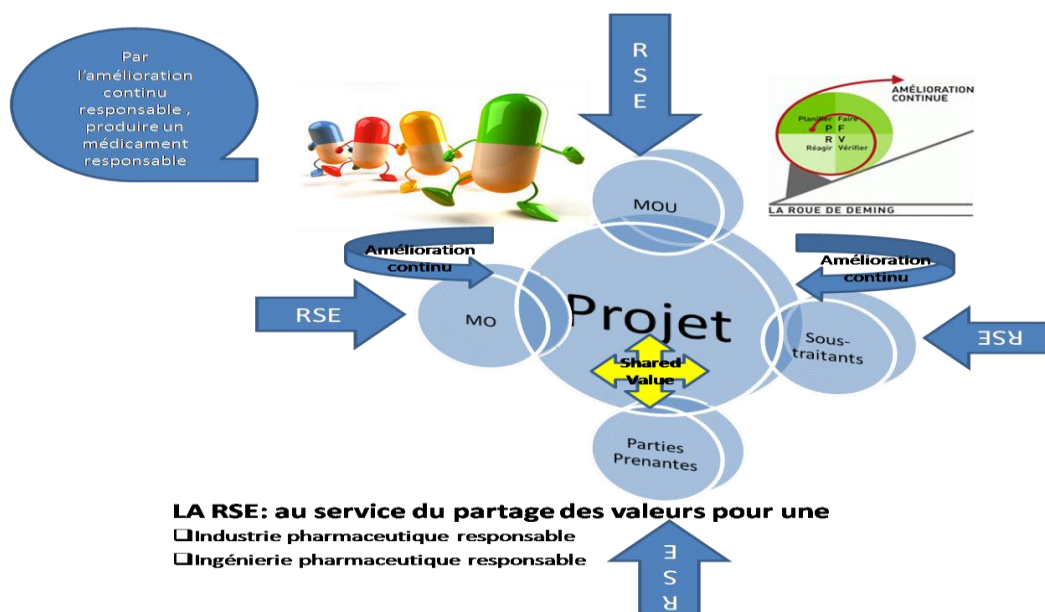 Par
l'amélioration
continu
responsable ,
produire un
médicament
responsable
R
S
E
AMÉLIORATION
CONTINUE
Planifier Faire
P F
R V
Réagir Vérifier
LA ROUE DE DEMING
MOU
Amélioration
continu
Amélioration
continu
RSE
MO
Projet
Sous-
traitants
RSE
Shared
Value
Parties
Prenantes
LA RSE: au service du partage des valeurs pour une
❑Industrie pharmaceutique responsable
❑Ingénierie pharmaceutique responsable
R
S
E